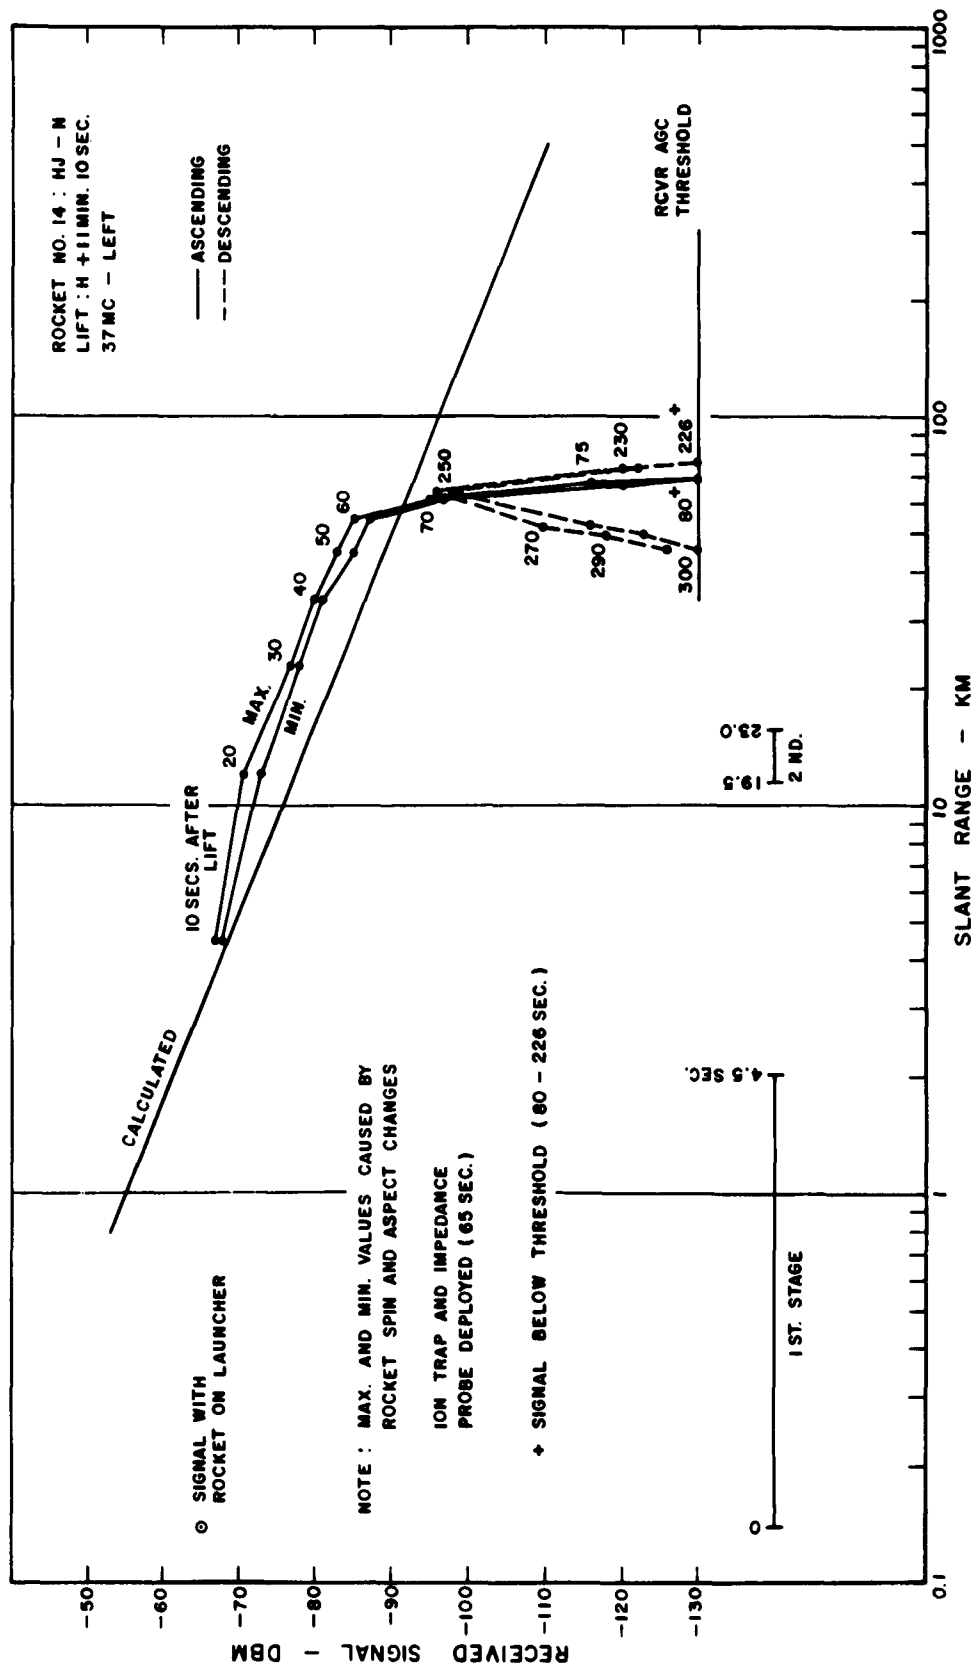 ROCKET NO. 14 : HJ - N
LIFT : H + 11 MIN. 10 SEC.
37 MC - LEFT
ASCENDING
DESCENDING
CALCULATED
10 SECS. AFTER
LIFT
MAX.
MIN.
20
30
40
50
60
70
250
75
230
226+
80+
270
290
300
RCVR AGC
THRESHOLD
⊙ SIGNAL WITH
ROCKET ON LAUNCHER
NOTE : MAX. AND MIN. VALUES CAUSED BY
ROCKET SPIN AND ASPECT CHANGES
ION TRAP AND IMPEDANCE
PROBE DEPLOYED (65 SEC.)
+ SIGNAL BELOW THRESHOLD (80 - 226 SEC.)
0
4.5 SEC.
1 ST. STAGE
19.5
23.0
2 ND.
-50
-60
-70
-80
-90
-100
-110
-120
-130
RECEIVED SIGNAL - DBM
0.1
1
10
100
1000
SLANT RANGE - KM